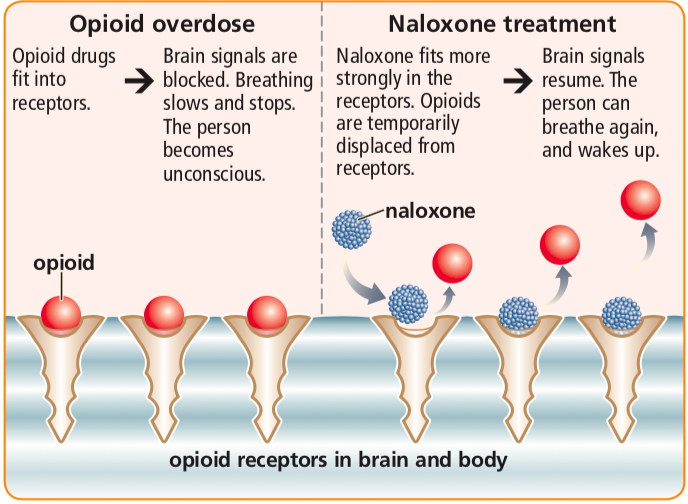 Opioid overdose
Opioid drugs
fit into
receptors.
Brain signals are
blocked. Breathing
slows and stops.
The person
becomes
unconscious.
Naloxone treatment
Naloxone fits more
strongly in the
receptors. Opioids
are temporarily
displaced from
receptors.
Brain signals
resume. The
person can
breathe again,
and wakes up.
naloxone
opioid
opioid receptors in brain and body